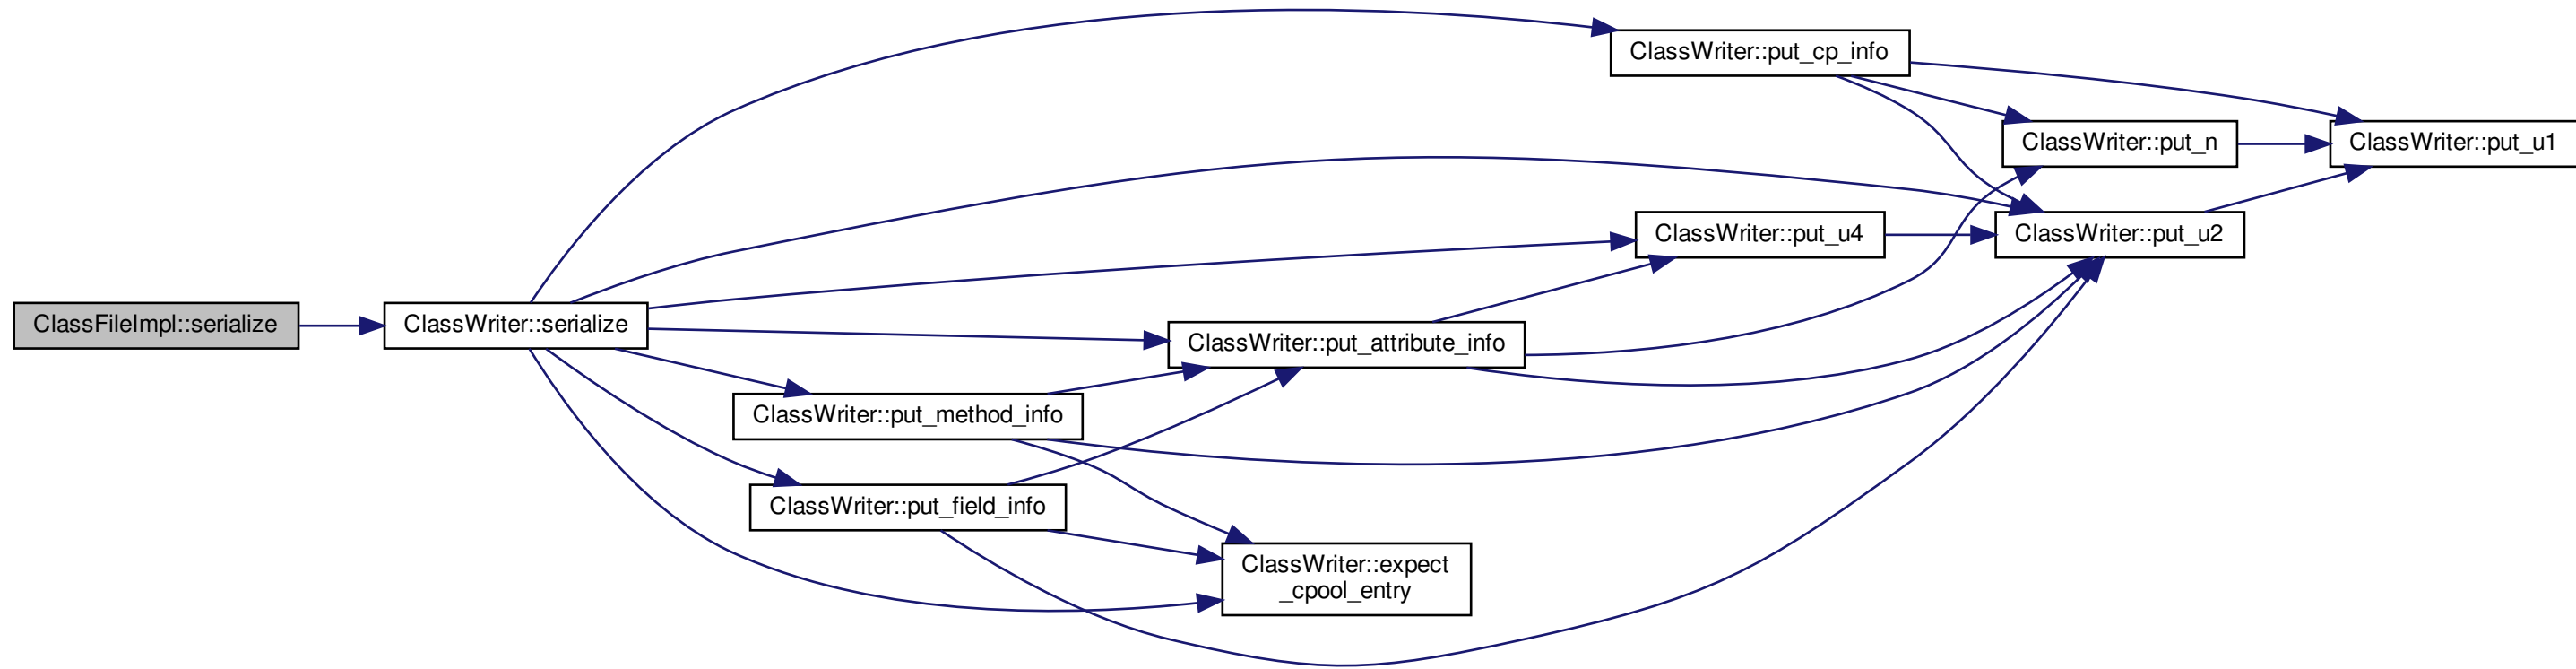 ClassWriter::put_cp_info
ClassWriter::put_n
ClassWriter::put_u1
ClassWriter::put_u4
ClassWriter::put_u2
ClassFileImpl::serialize
ClassWriter::serialize
ClassWriter::put_attribute_info
ClassWriter::put_method_info
ClassWriter::put_field_info
ClassWriter::expect
_cpool_entry